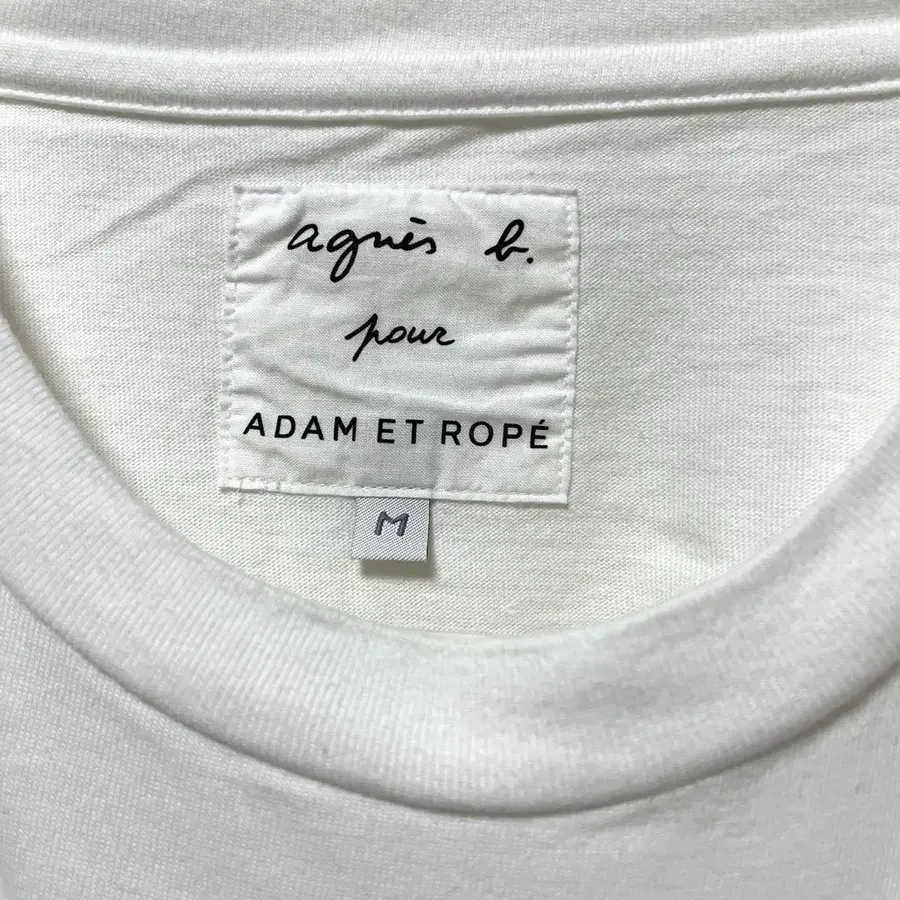 agnès b.
pour
ADAM ET ROPÉ
M